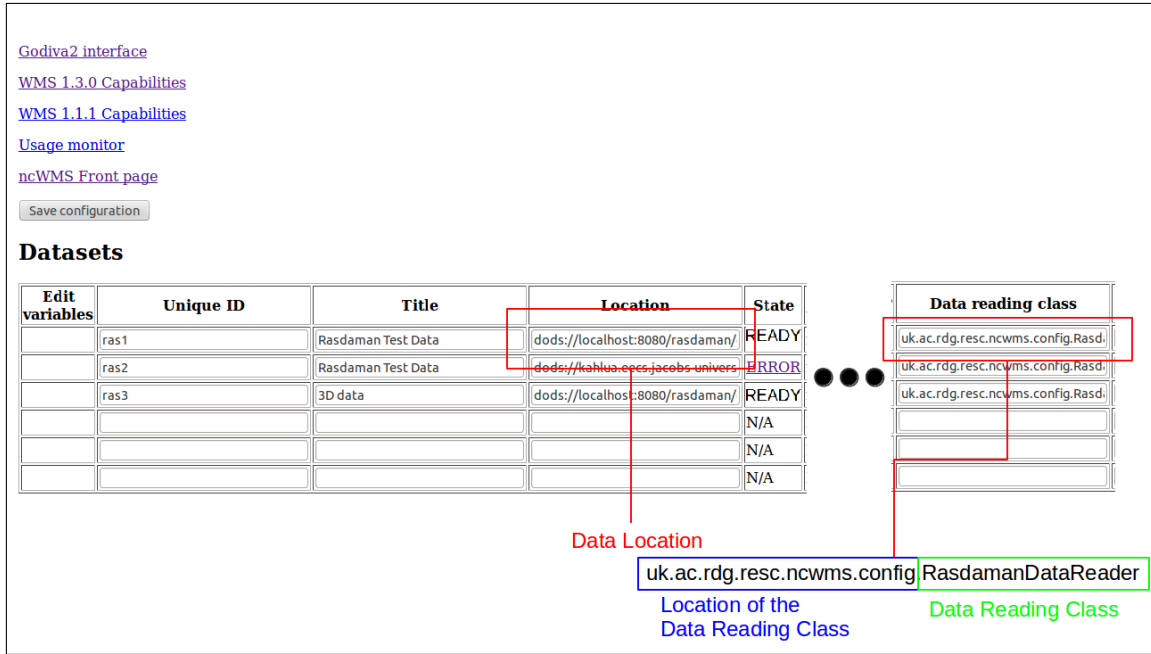 Godiva2 interface
WMS 1.3.0 Capabilities
WMS 1.1.1 Capabilities
Usage monitor
ncWMS Front page
Save configuration
Datasets
Edit variables Unique ID Title Location State Data reading class
ras1 Rasdaman Test Data dods://localhost:8080/rasdaman/ READY uk.ac.rdg.resc.ncwms.config.Rasda
ras2 Rasdaman Test Data dods://kahlua.eecs.jacobs-univers ERROR uk.ac.rdg.resc.ncwms.config.Rasda
ras3 3D data dods://localhost:8080/rasdaman/ READY uk.ac.rdg.resc.ncwms.config.Rasda
N/A
N/A
N/A
Data Location
uk.ac.rdg.resc.ncwms.config.RasdamanDataReader
Location of the
Data Reading Class
Data Reading Class